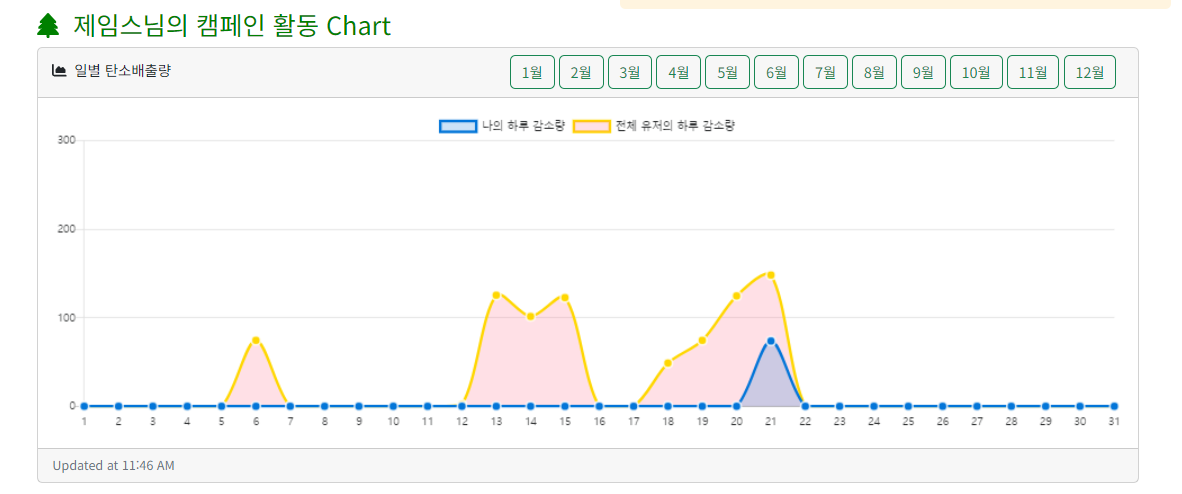 제임스님의 캠페인 활동 Chart
일별 탄소배출량 1월 2월 3월 4월 5월 6월 7월 8월 9월 10월 11월 12월
나의 하루 감소량 전체 유저의 하루 감소량
300
200
100
0
1 2 3 4 5 6 7 8 9 10 11 12 13 14 15 16 17 18 19 20 21 22 23 24 25 26 27 28 29 30 31
Updated at 11:46 AM